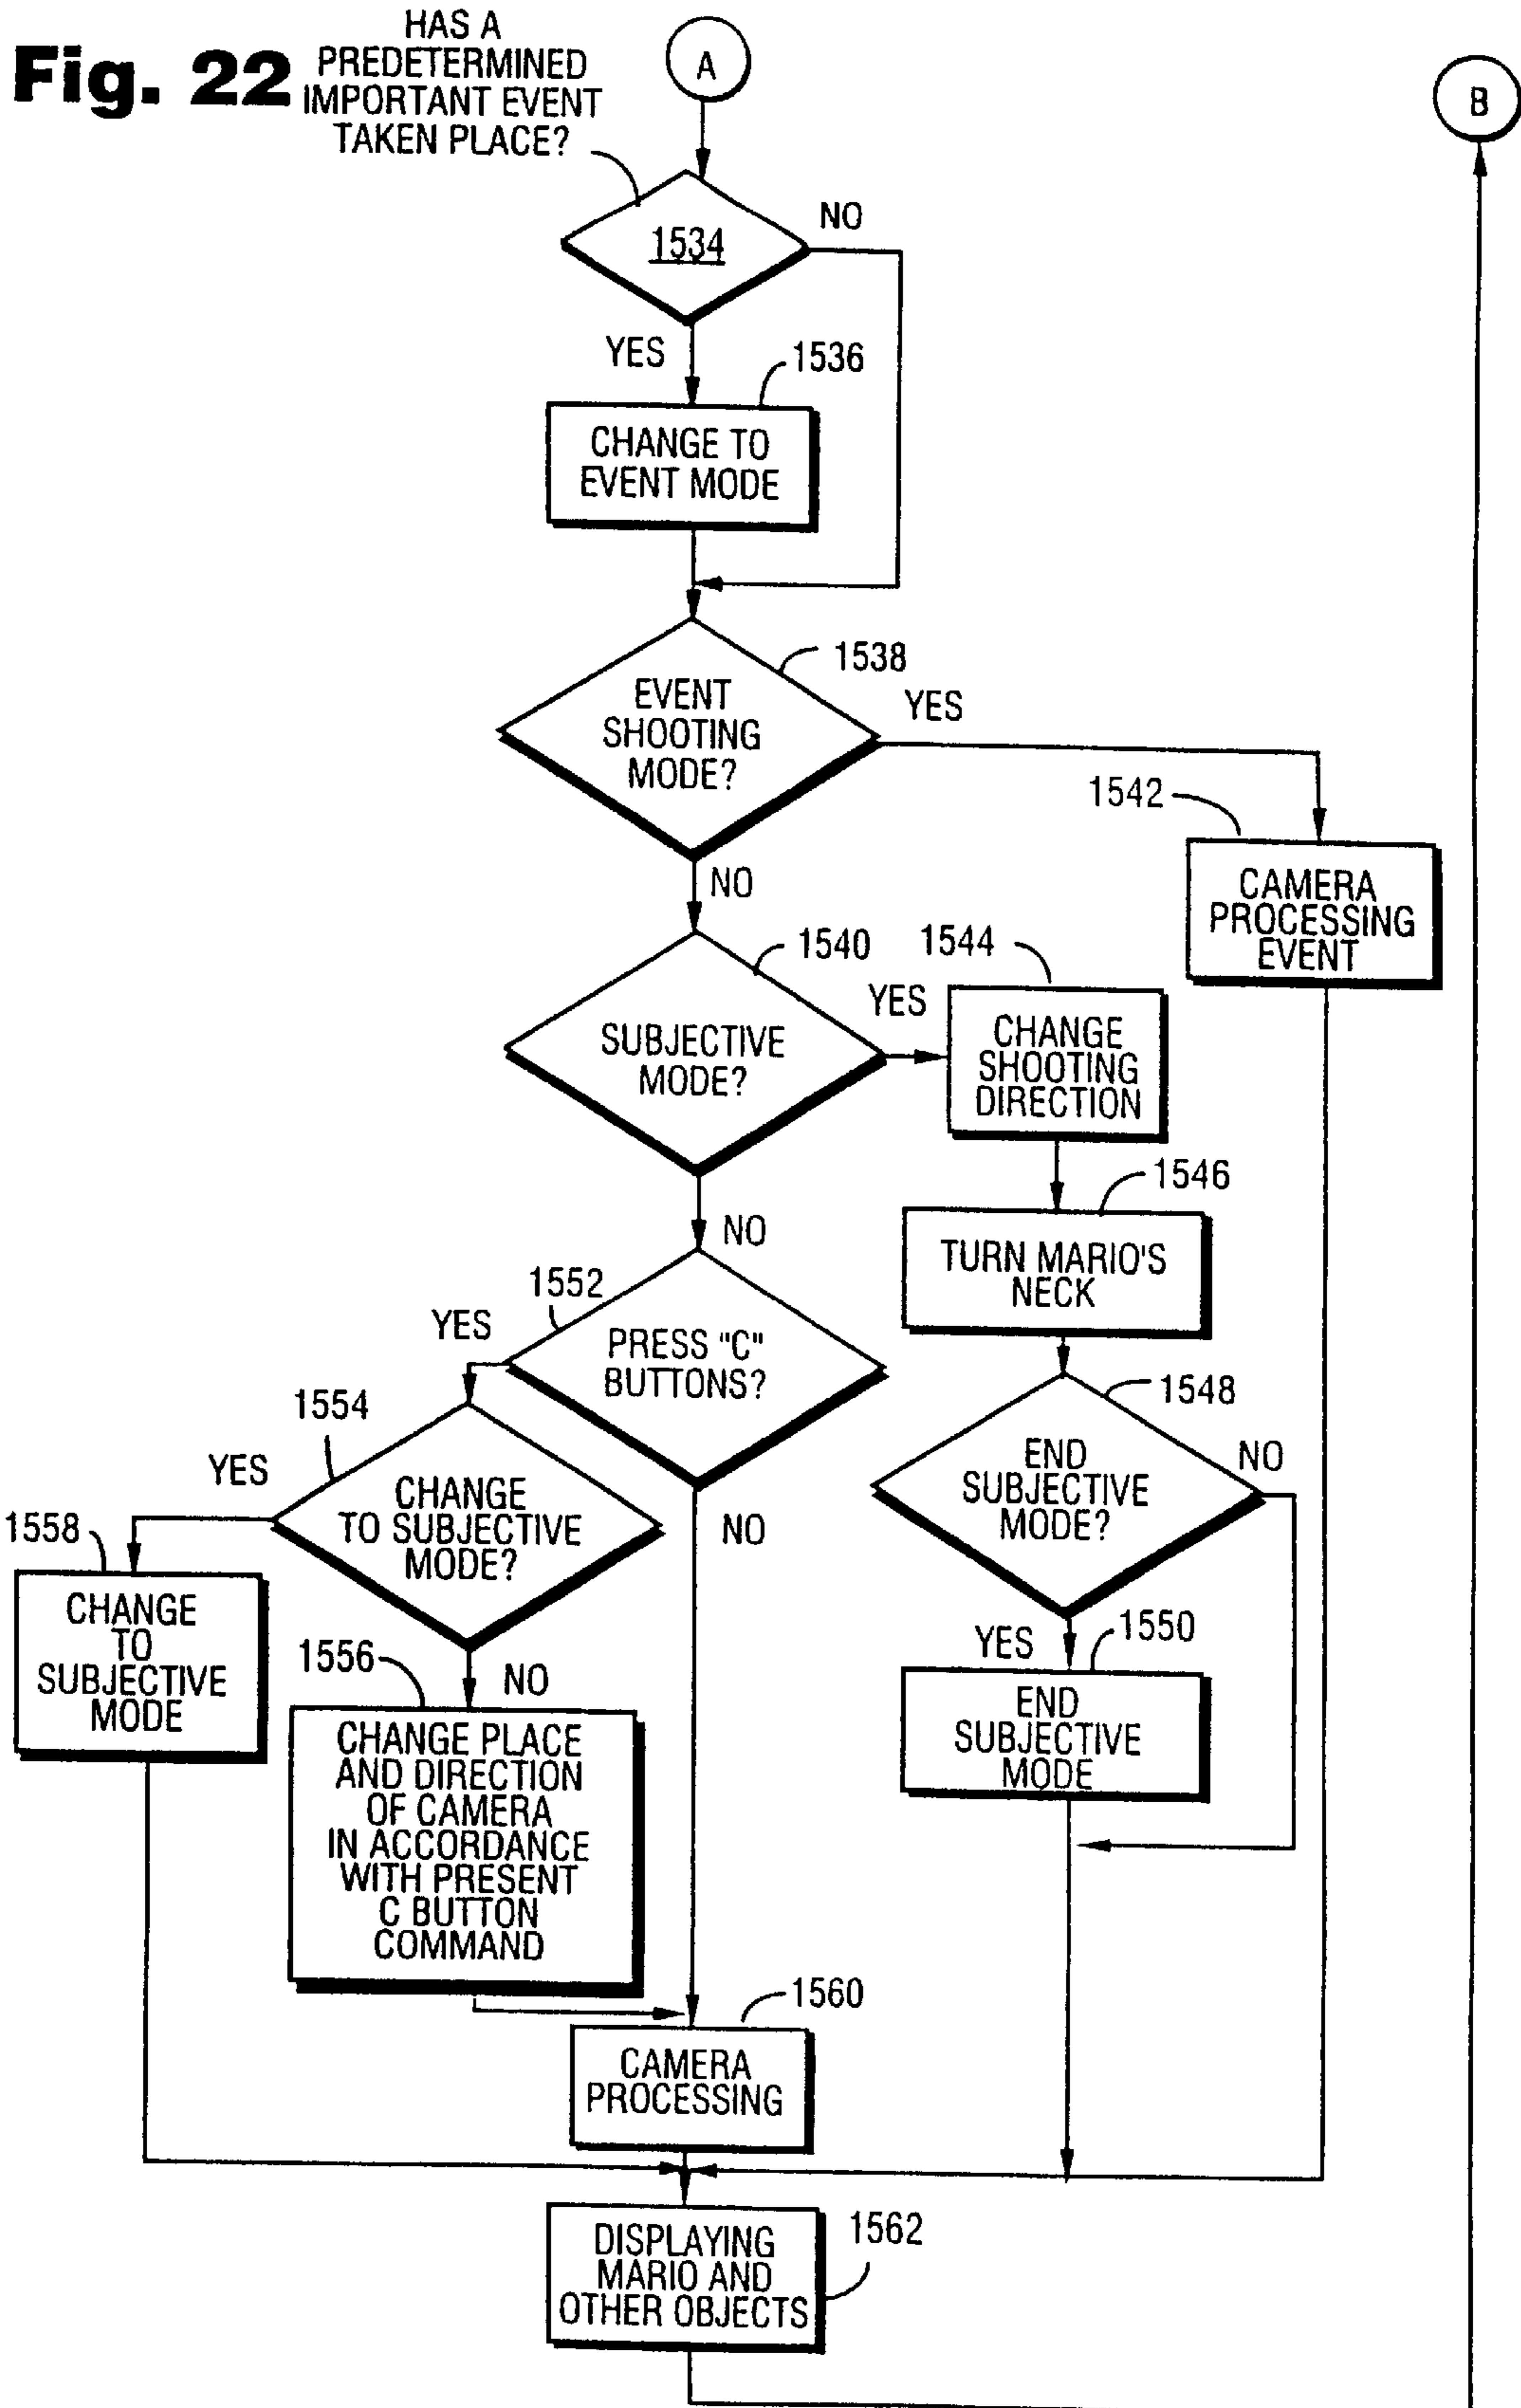 Fig. 22
HAS A
PREDETERMINED
IMPORTANT EVENT
TAKEN PLACE?
A
B
1534
NO
YES
1536
CHANGE TO
EVENT MODE
1538
EVENT
SHOOTING
MODE?
YES
NO
1542
CAMERA
PROCESSING
EVENT
1540
SUBJECTIVE
MODE?
YES
NO
1544
CHANGE
SHOOTING
DIRECTION
1546
TURN MARIO'S
NECK
1552
PRESS "C"
BUTTONS?
YES
NO
1548
END
SUBJECTIVE
MODE?
NO
YES
1554
CHANGE
TO SUBJECTIVE
MODE?
YES
NO
1558
CHANGE
TO
SUBJECTIVE
MODE
1550
END
SUBJECTIVE
MODE
1556
CHANGE PLACE
AND DIRECTION
OF CAMERA
IN ACCORDANCE
WITH PRESENT
C BUTTON
COMMAND
1560
CAMERA
PROCESSING
1562
DISPLAYING
MARIO AND
OTHER OBJECTS